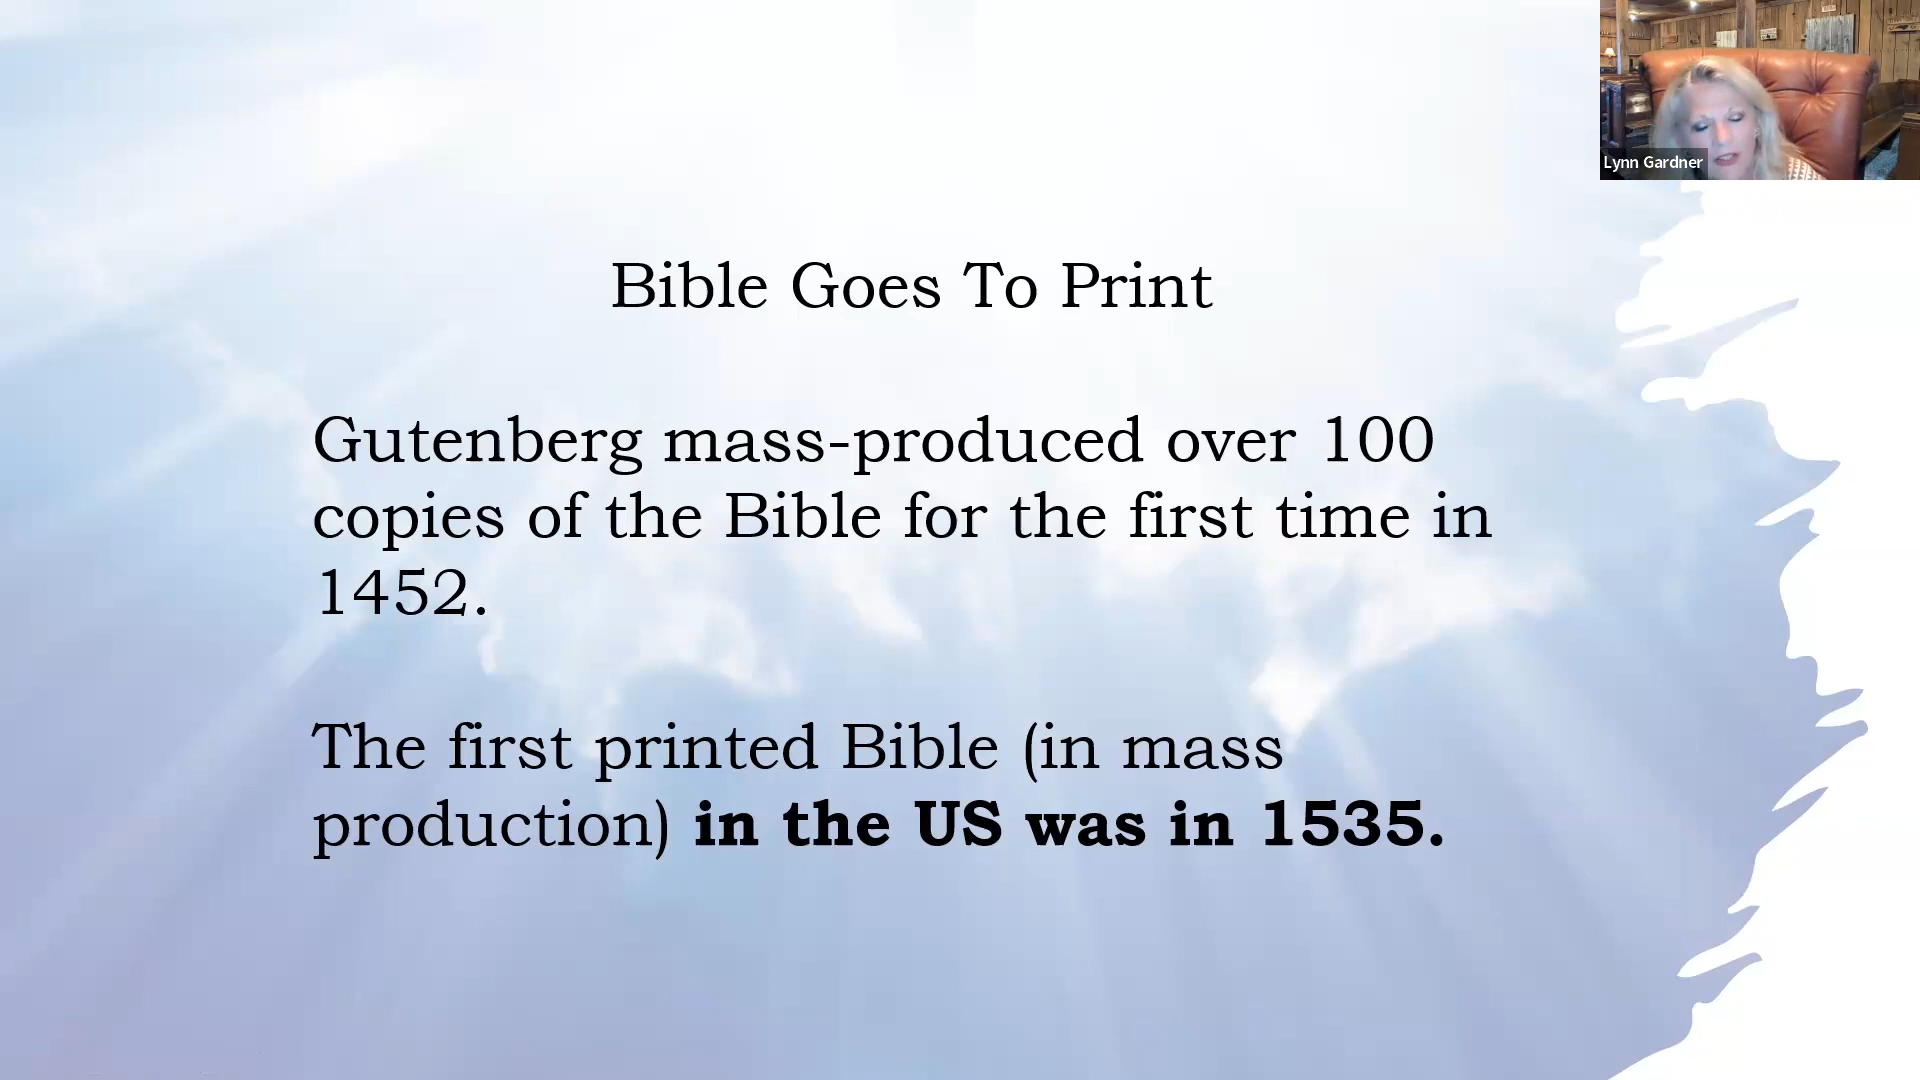 Lynn Gardner
Bible Goes To Print
Gutenberg mass-produced over 100
copies of the Bible for the first time in
1452.
The first printed Bible (in mass
production) in the US was in 1535.